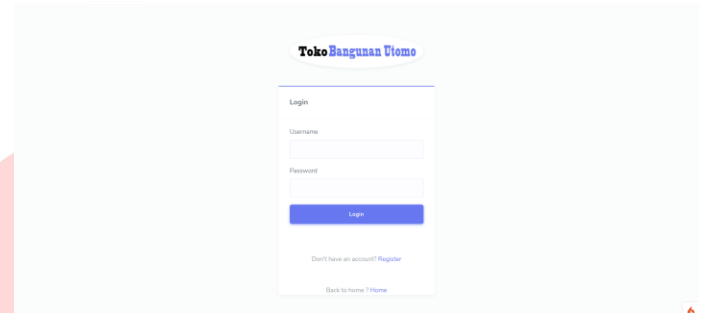 Toko Bangunan Utomo
Login
Username
Password
Login
Don't have an account? Register
Back to home ? Home